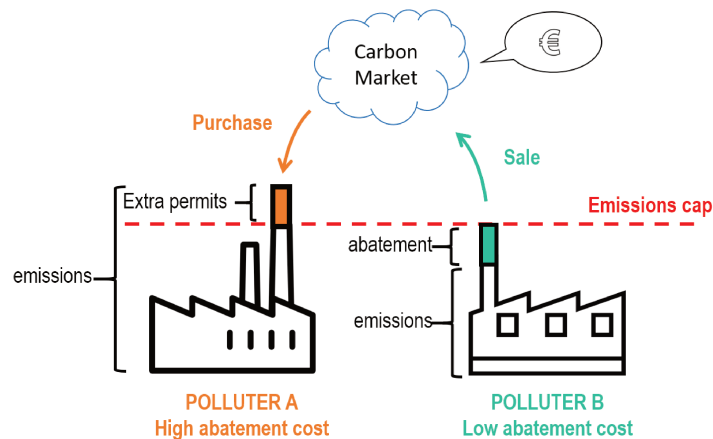 Carbon
Market
€
Purchase
Sale
Extra permits
Emissions cap
abatement
emissions
emissions
POLLUTER A
High abatement cost
POLLUTER B
Low abatement cost